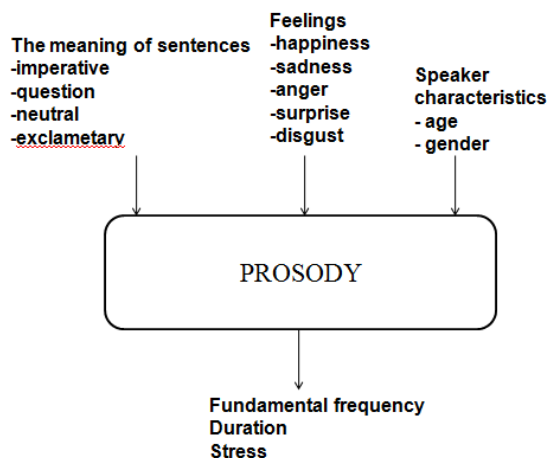 The meaning of sentences
-imperative
-question
-neutral
-exclametary
Feelings
-happiness
-sadness
-anger
-surprise
-disgust
Speaker
characteristics
- age
- gender
PROSODY
Fundamental frequency
Duration
Stress